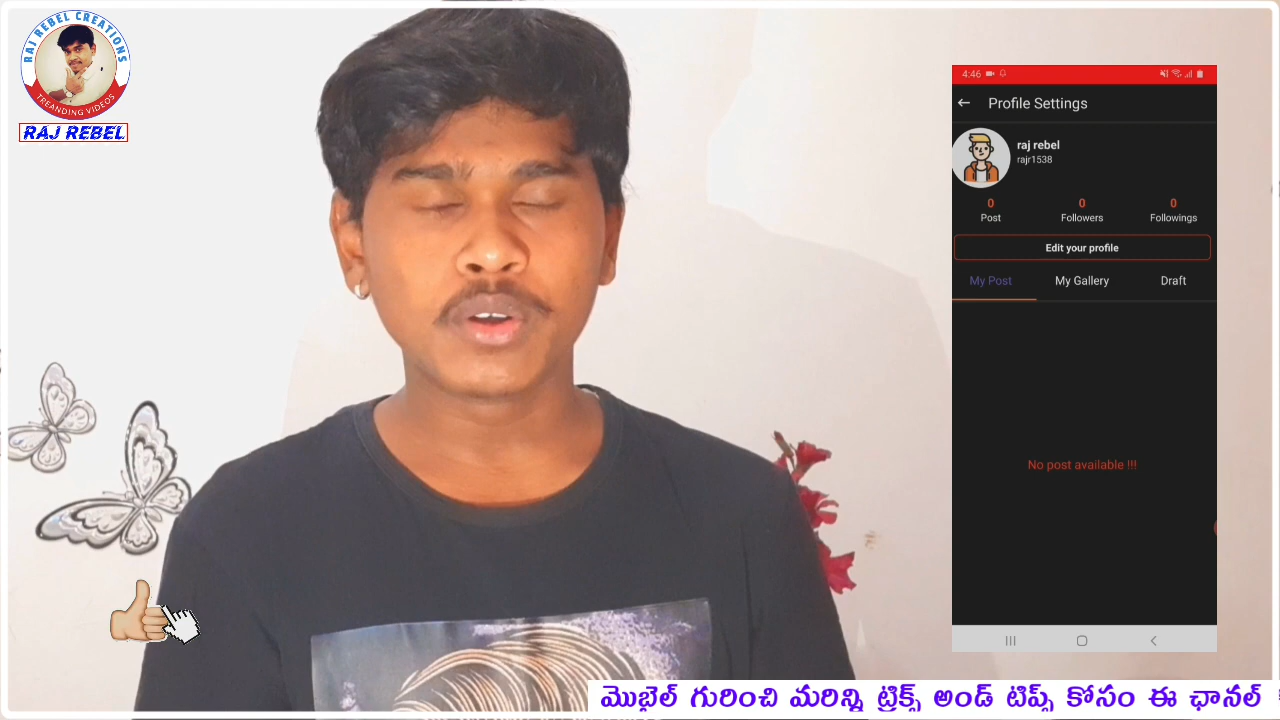 RAJ REBEL CREATIONS
TREANDING VIDEOS
RAJ REBEL
4:46
Profile Settings
raj rebel
rajr1538
0 0 0
Post Followers Followings
Edit your profile
My Post My Gallery Draft
No post available !!!
మొబైల్ గురించి మరిన్ని ట్రిక్స్ అండ్ టిప్స్ కోసం ఈ ఛానల్